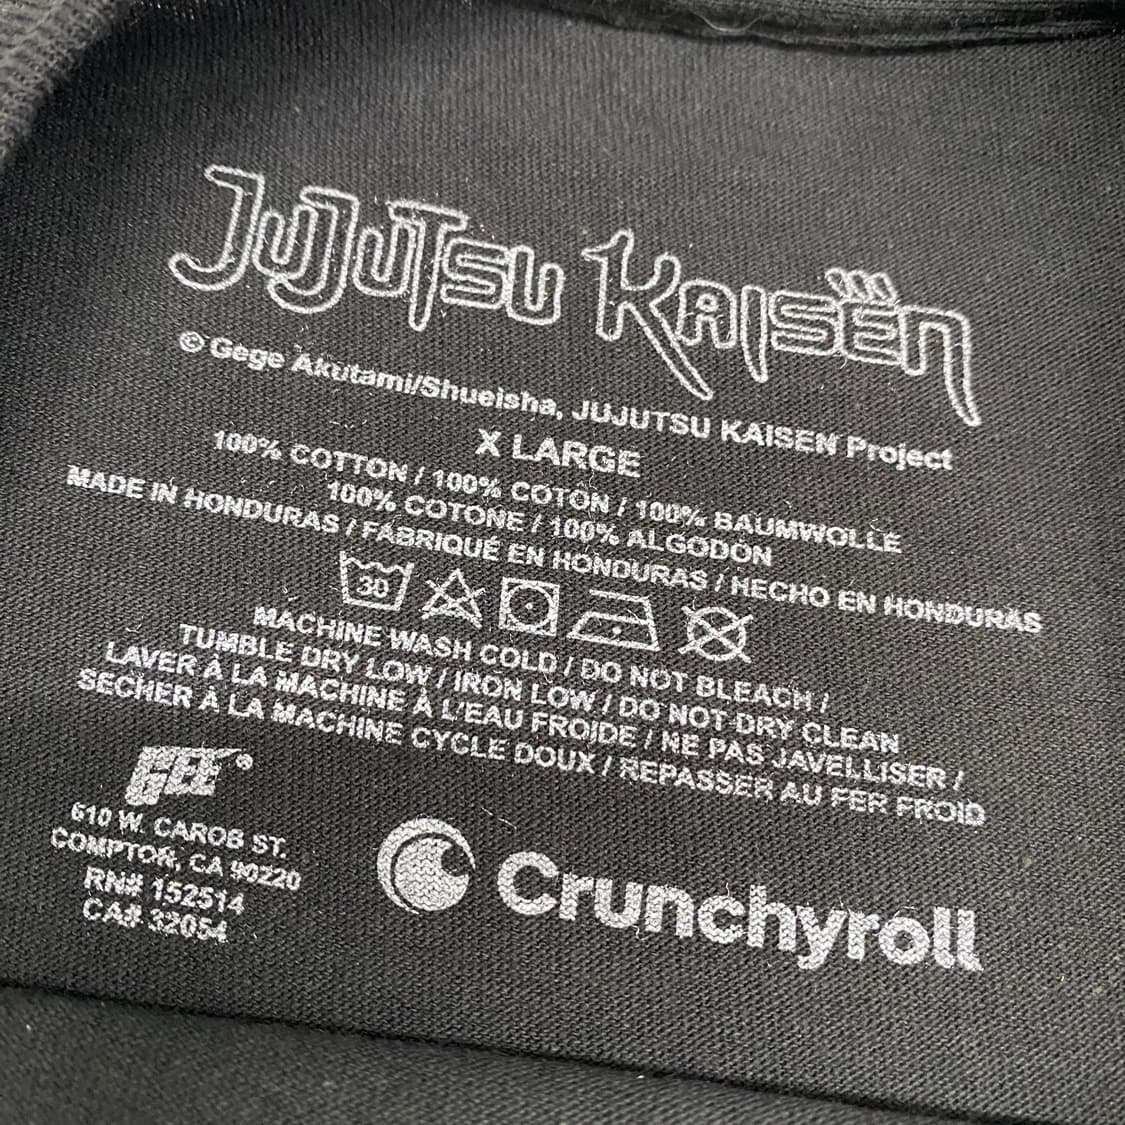 JUJUTSU KAISEN
© Gege Akutami/Shueisha, JUJUTSU KAISEN Project
X LARGE
100% COTTON / 100% COTON / 100% BAUMWOLLE
100% COTONE / 100% ALGODÓN
MADE IN HONDURAS / FABRIQUÉ EN HONDURAS / HECHO EN HONDURAS
30
MACHINE WASH COLD / DO NOT BLEACH /
TUMBLE DRY LOW / IRON LOW / DO NOT DRY CLEAN
LAVER À LA MACHINE À L'EAU FROIDE / NE PAS JAVELLISER /
SÉCHER À LA MACHINE CYCLE DOUX / REPASSER AU FER FROID
GEE®
610 W. CAROB ST.
COMPTON, CA 90220
RN# 152514
CA# 32054
Crunchyroll